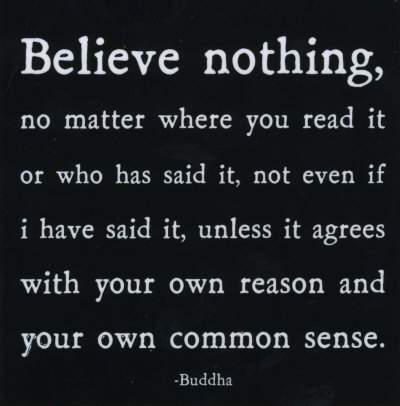 Believe nothing,
no matter where you read it
or who has said it, not even if
i have said it, unless it agrees
with your own reason and
your own common sense.
-Buddha